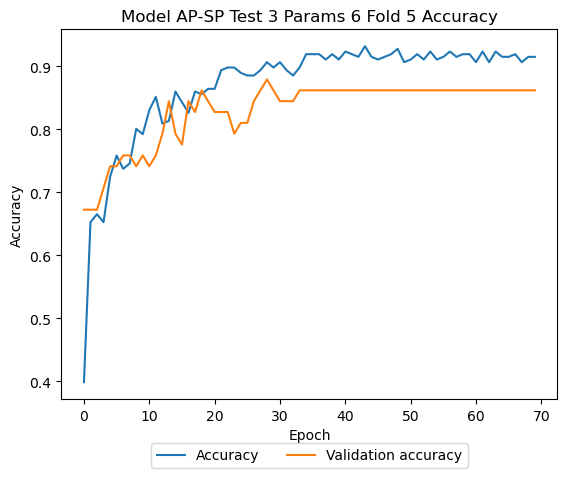 Model AP-SP Test 3 Params 6 Fold 5 Accuracy
Accuracy
0.9
0.8
0.7
0.6
0.5
0.4
0 10 20 30 40 50 60 70
Epoch
Accuracy Validation accuracy